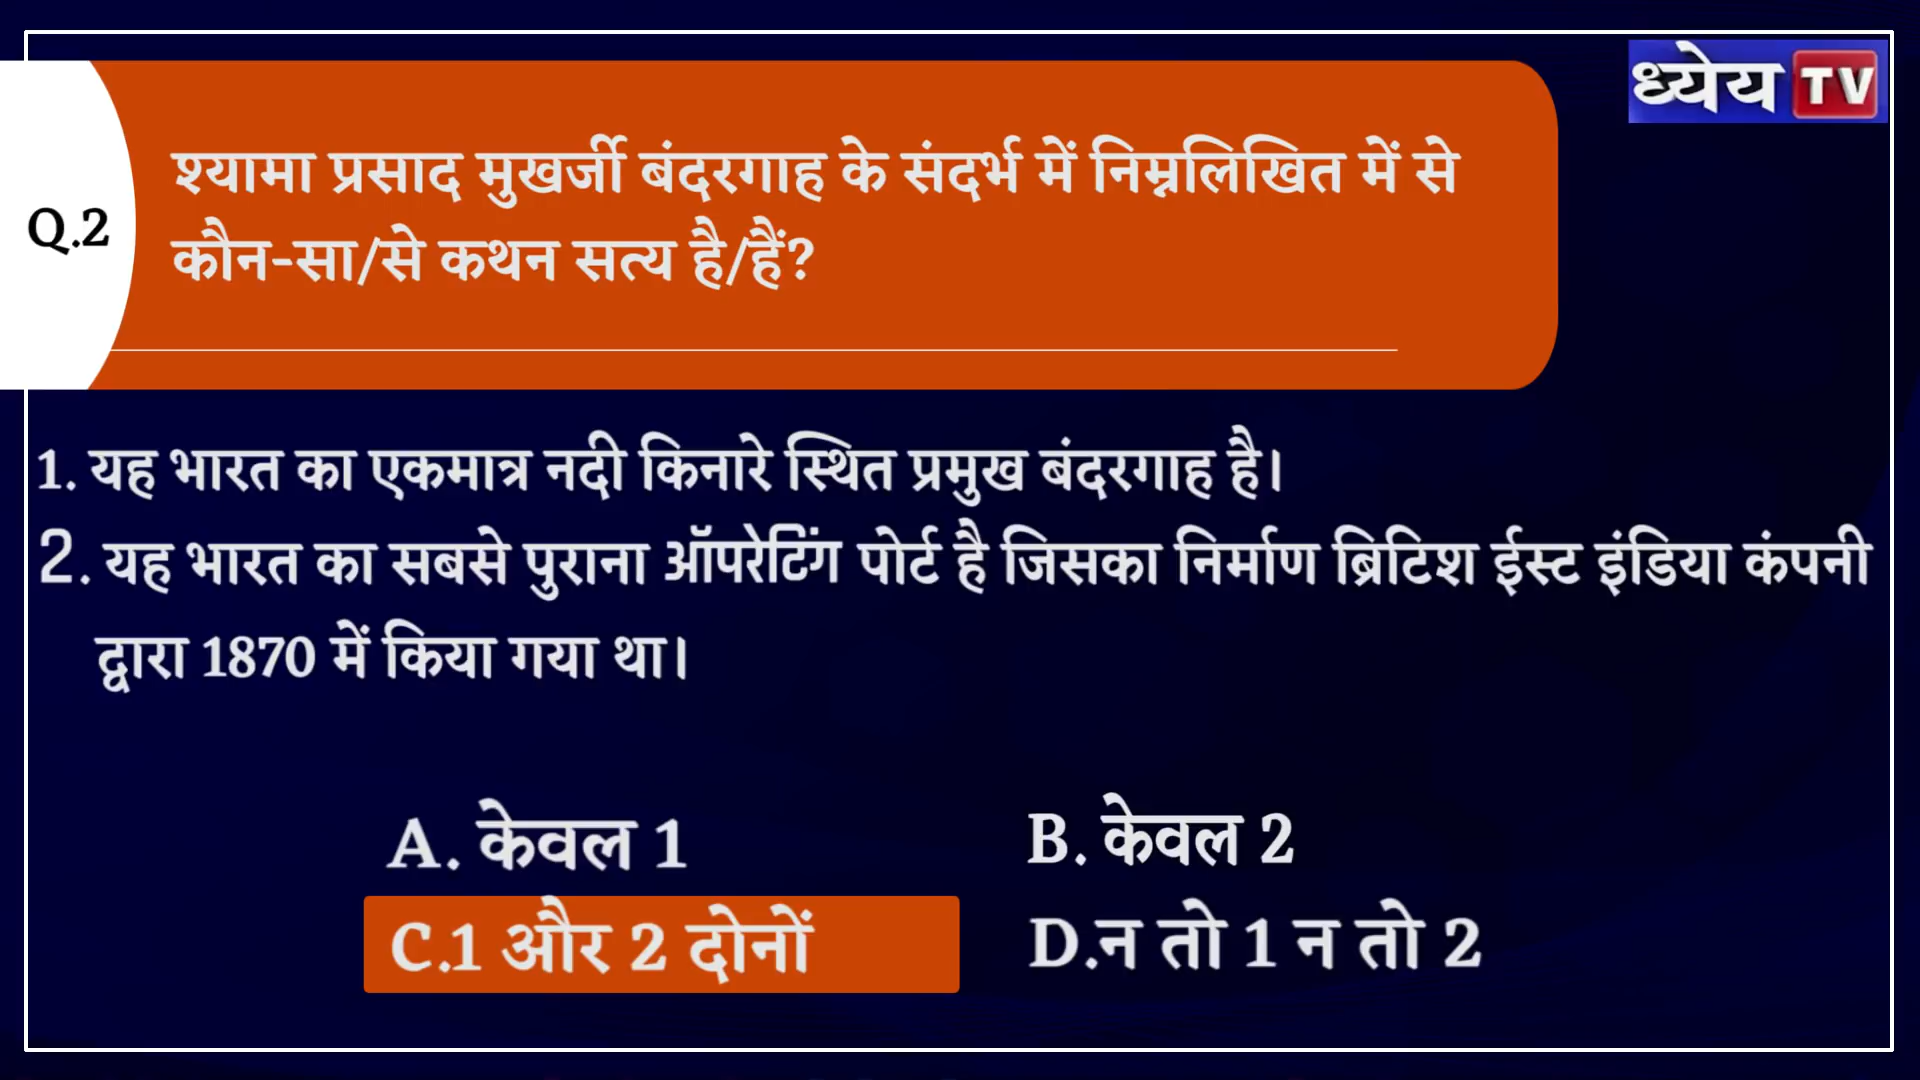 ध्येय TV
Q.2
श्यामा प्रसाद मुखर्जी बंदरगाह के संदर्भ में निम्नलिखित में से
कौन-सा/से कथन सत्य है/हैं?
1. यह भारत का एकमात्र नदी किनारे स्थित प्रमुख बंदरगाह है।
2. यह भारत का सबसे पुराना ऑपरेटिंग पोर्ट है जिसका निर्माण ब्रिटिश ईस्ट इंडिया कंपनी
द्वारा 1870 में किया गया था।
A. केवल 1
B. केवल 2
C.1 और 2 दोनों
D.न तो 1 न तो 2